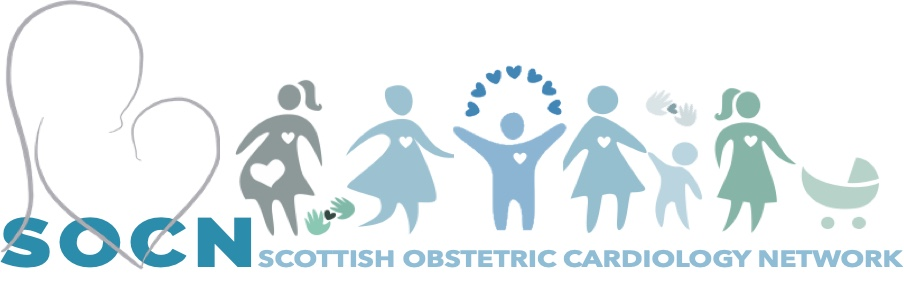 SOCN
SCOTTISH OBSTETRIC CARDIOLOGY NETWORK